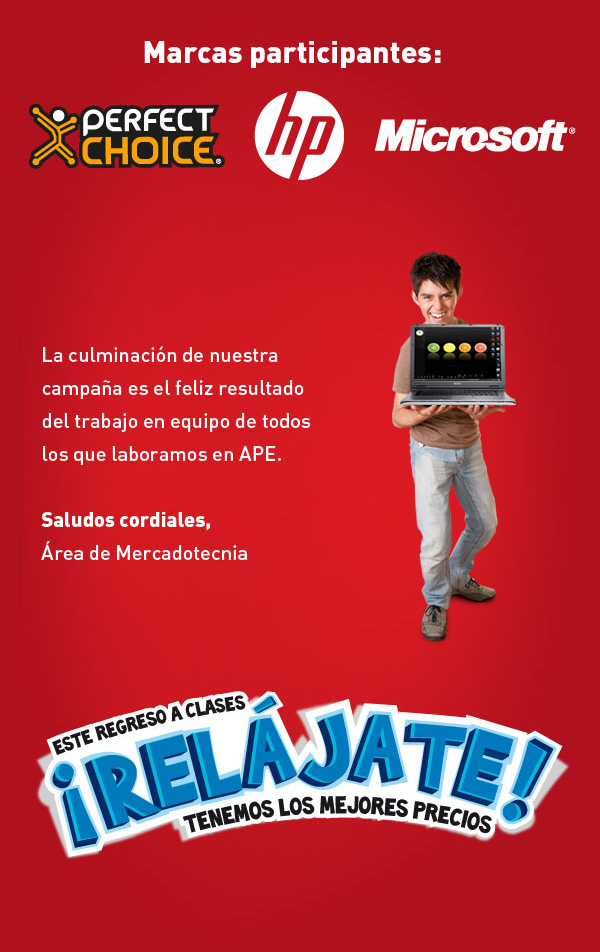 Marcas participantes:
PERFECT CHOICE®
hp
Microsoft®
La culminación de nuestra
campaña es el feliz resultado
del trabajo en equipo de todos
los que laboramos en APE.
Saludos cordiales,
Área de Mercadotecnia
ESTE REGRESO A CLASES
¡RELÁJATE!
TENEMOS LOS MEJORES PRECIOS